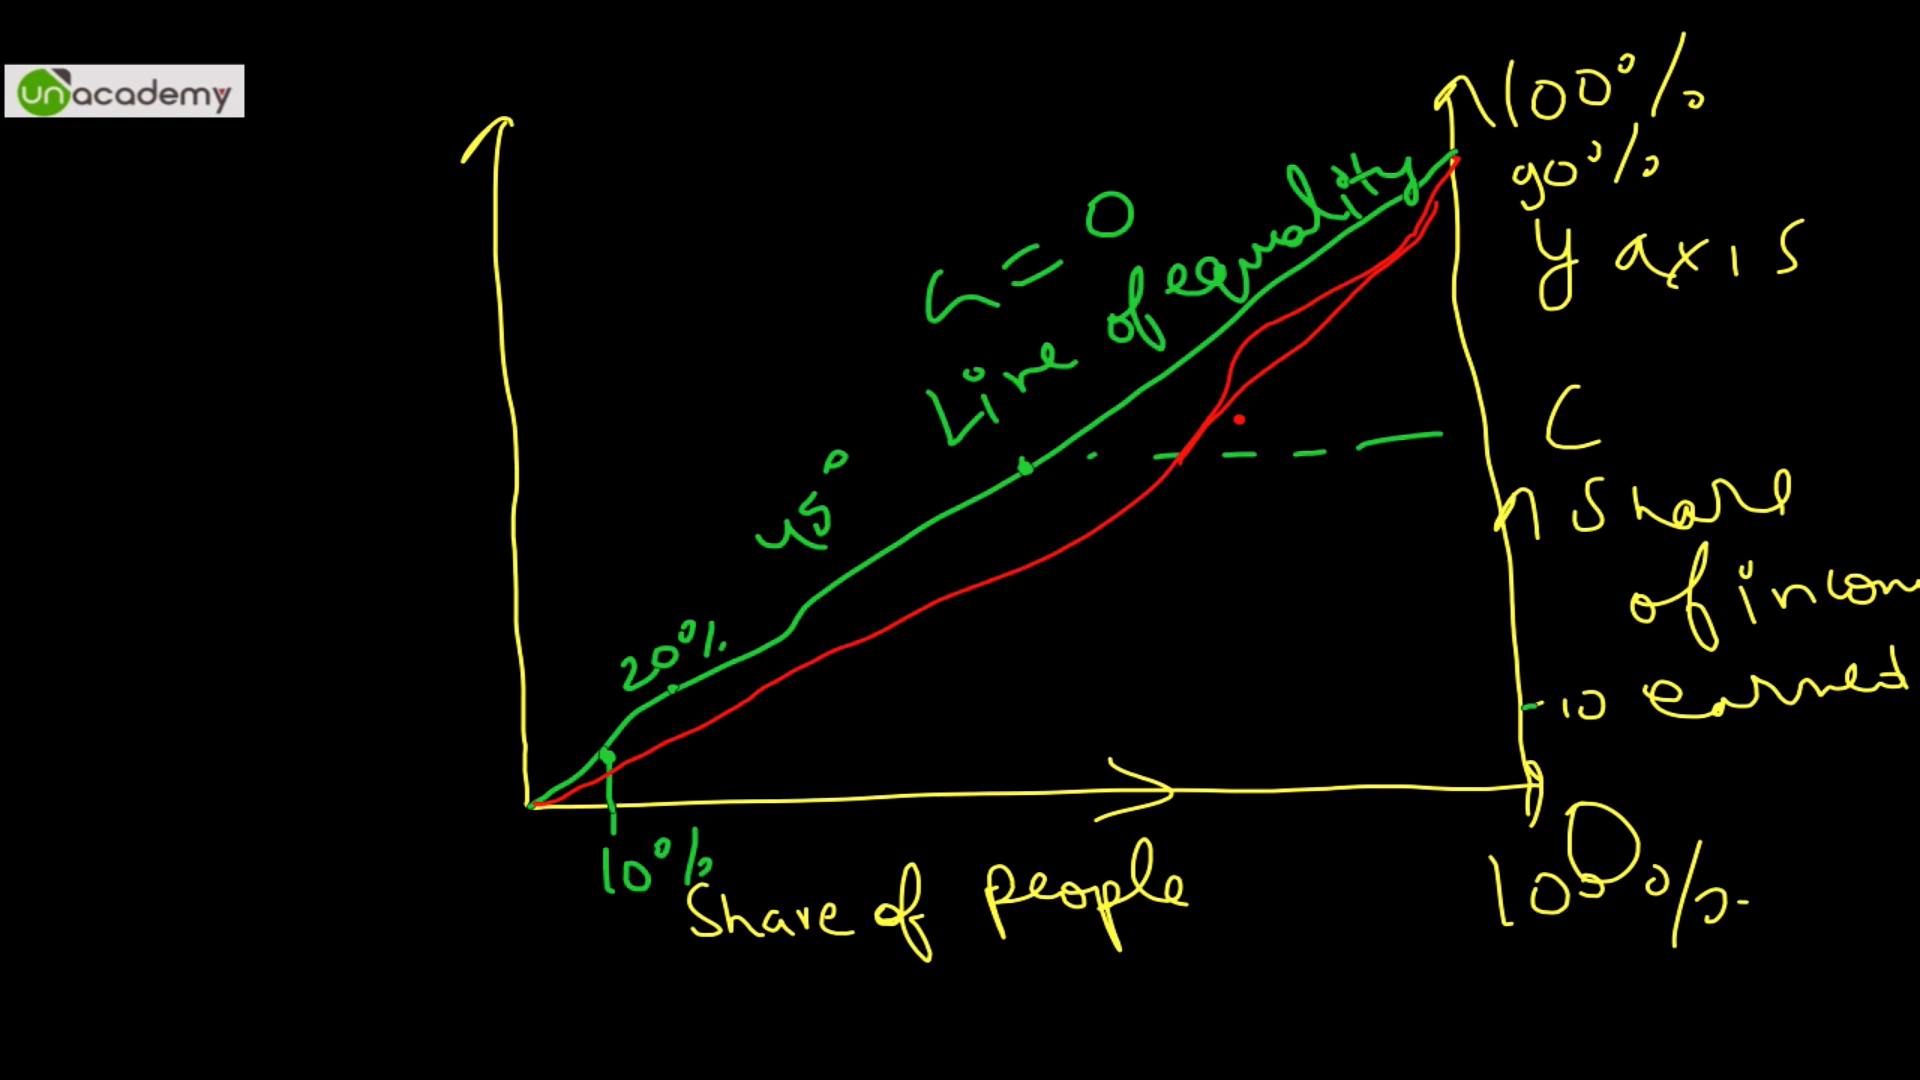 unacademy
100%
90%
y axis
G = 0
Line of equality
45°
C
Share
of incom
earned
10
20%
10%
Share of people
D
100%